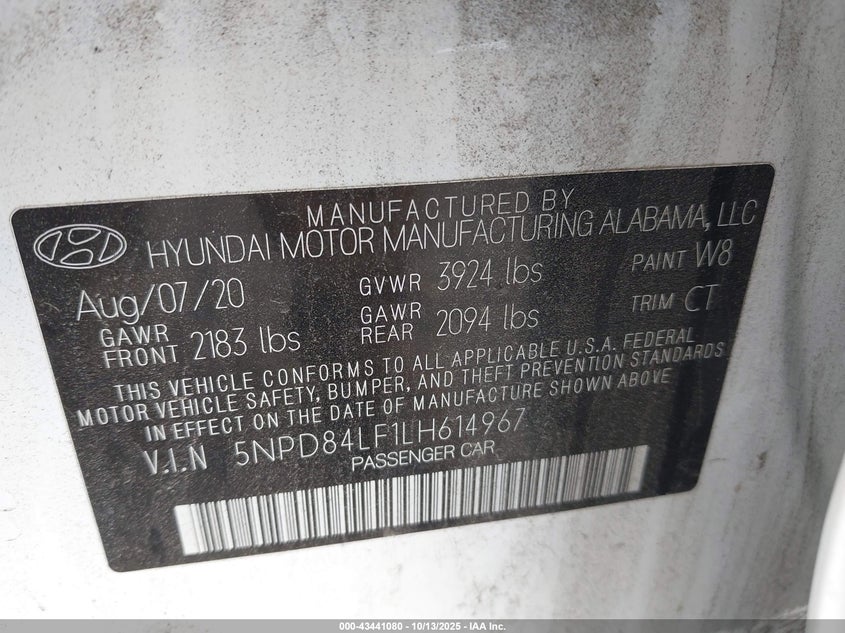 MANUFACTURED BY
HYUNDAI MOTOR MANUFACTURING ALABAMA, LLC
Aug/07/20 GVWR 3924 lbs PAINT W8
GAWR FRONT 2183 lbs GAWR REAR 2094 lbs TRIM CT
THIS VEHICLE CONFORMS TO ALL APPLICABLE U.S.A. FEDERAL
MOTOR VEHICLE SAFETY, BUMPER, AND THEFT PREVENTION STANDARDS
IN EFFECT ON THE DATE OF MANUFACTURE SHOWN ABOVE
V.I.N 5NPD84LF1LH614967
PASSENGER CAR
000-43441080 | 10/13/2025 | IAA Inc.